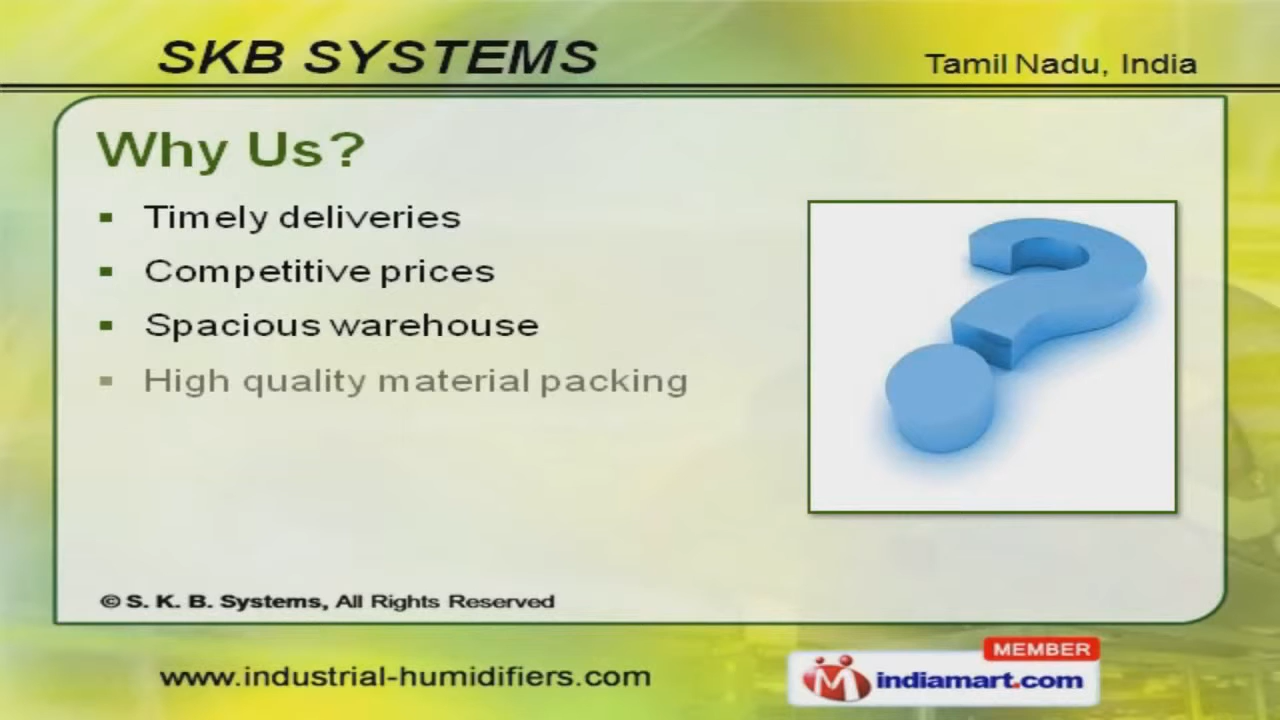 SKB SYSTEMS
Tamil Nadu, India
Why Us?
▪ Timely deliveries
▪ Competitive prices
▪ Spacious warehouse
▪ High quality material packing
© S. K. B. Systems, All Rights Reserved
www.industrial-humidifiers.com
MEMBER
indiamart.com